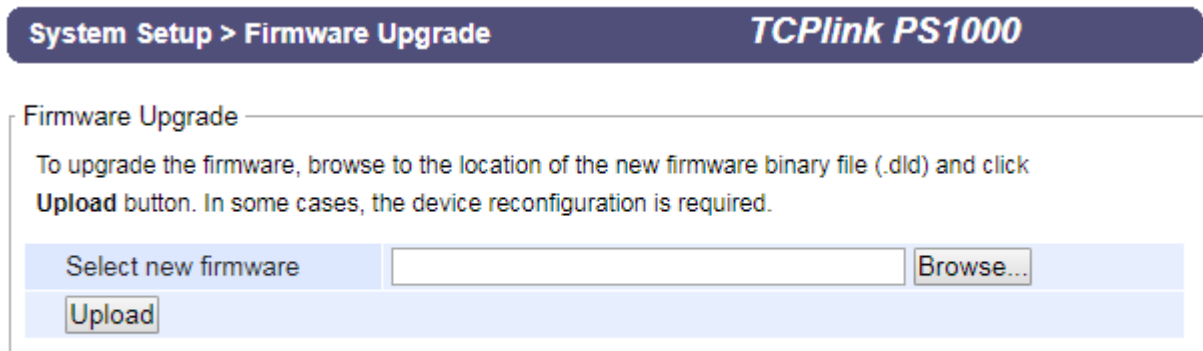 System Setup > Firmware Upgrade TCPlink PS1000
Firmware Upgrade
To upgrade the firmware, browse to the location of the new firmware binary file (.dld) and click
Upload button. In some cases, the device reconfiguration is required.
Select new firmware Browse...
Upload